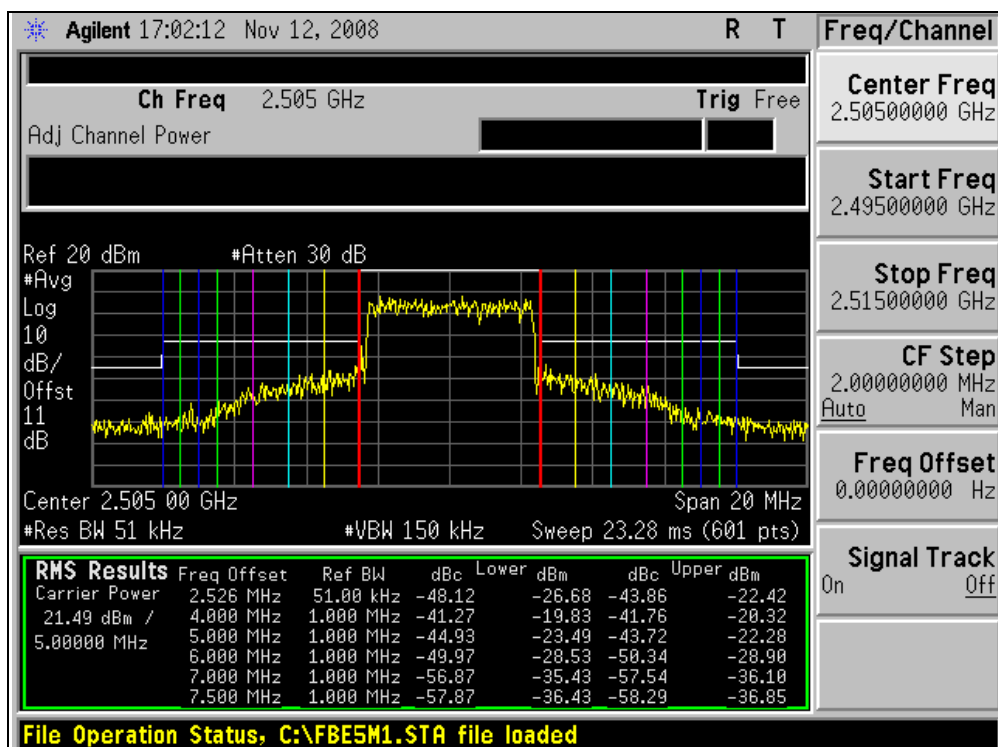 Agilent 17:02:12 Nov 12, 2008 R T
Freq/Channel
Ch Freq 2.505 GHz Trig Free
Adj Channel Power
Center Freq
2.50500000 GHz
Start Freq
2.49500000 GHz
Stop Freq
2.51500000 GHz
CF Step
2.00000000 MHz
Auto Man
Freq Offset
0.00000000 Hz
Signal Track
On Off
Ref 20 dBm #Atten 30 dB
#Avg
Log
10
dB/
Offst
11
dB
Center 2.505 00 GHz Span 20 MHz
#Res BW 51 kHz #VBW 150 kHz Sweep 23.28 ms (601 pts)
RMS Results Freq Offset Ref BW dBc Lower dBm dBc Upper dBm
Carrier Power 2.526 MHz 51.00 kHz -48.12 -26.68 -43.86 -22.42
21.49 dBm / 4.000 MHz 1.000 MHz -41.27 -19.83 -41.76 -20.32
5.00000 MHz 5.000 MHz 1.000 MHz -44.93 -23.49 -43.72 -22.28
6.000 MHz 1.000 MHz -49.97 -28.53 -50.34 -28.90
7.000 MHz 1.000 MHz -56.87 -35.43 -57.54 -36.10
7.500 MHz 1.000 MHz -57.87 -36.43 -58.29 -36.85
File Operation Status, C:\FBE5M1.STA file loaded